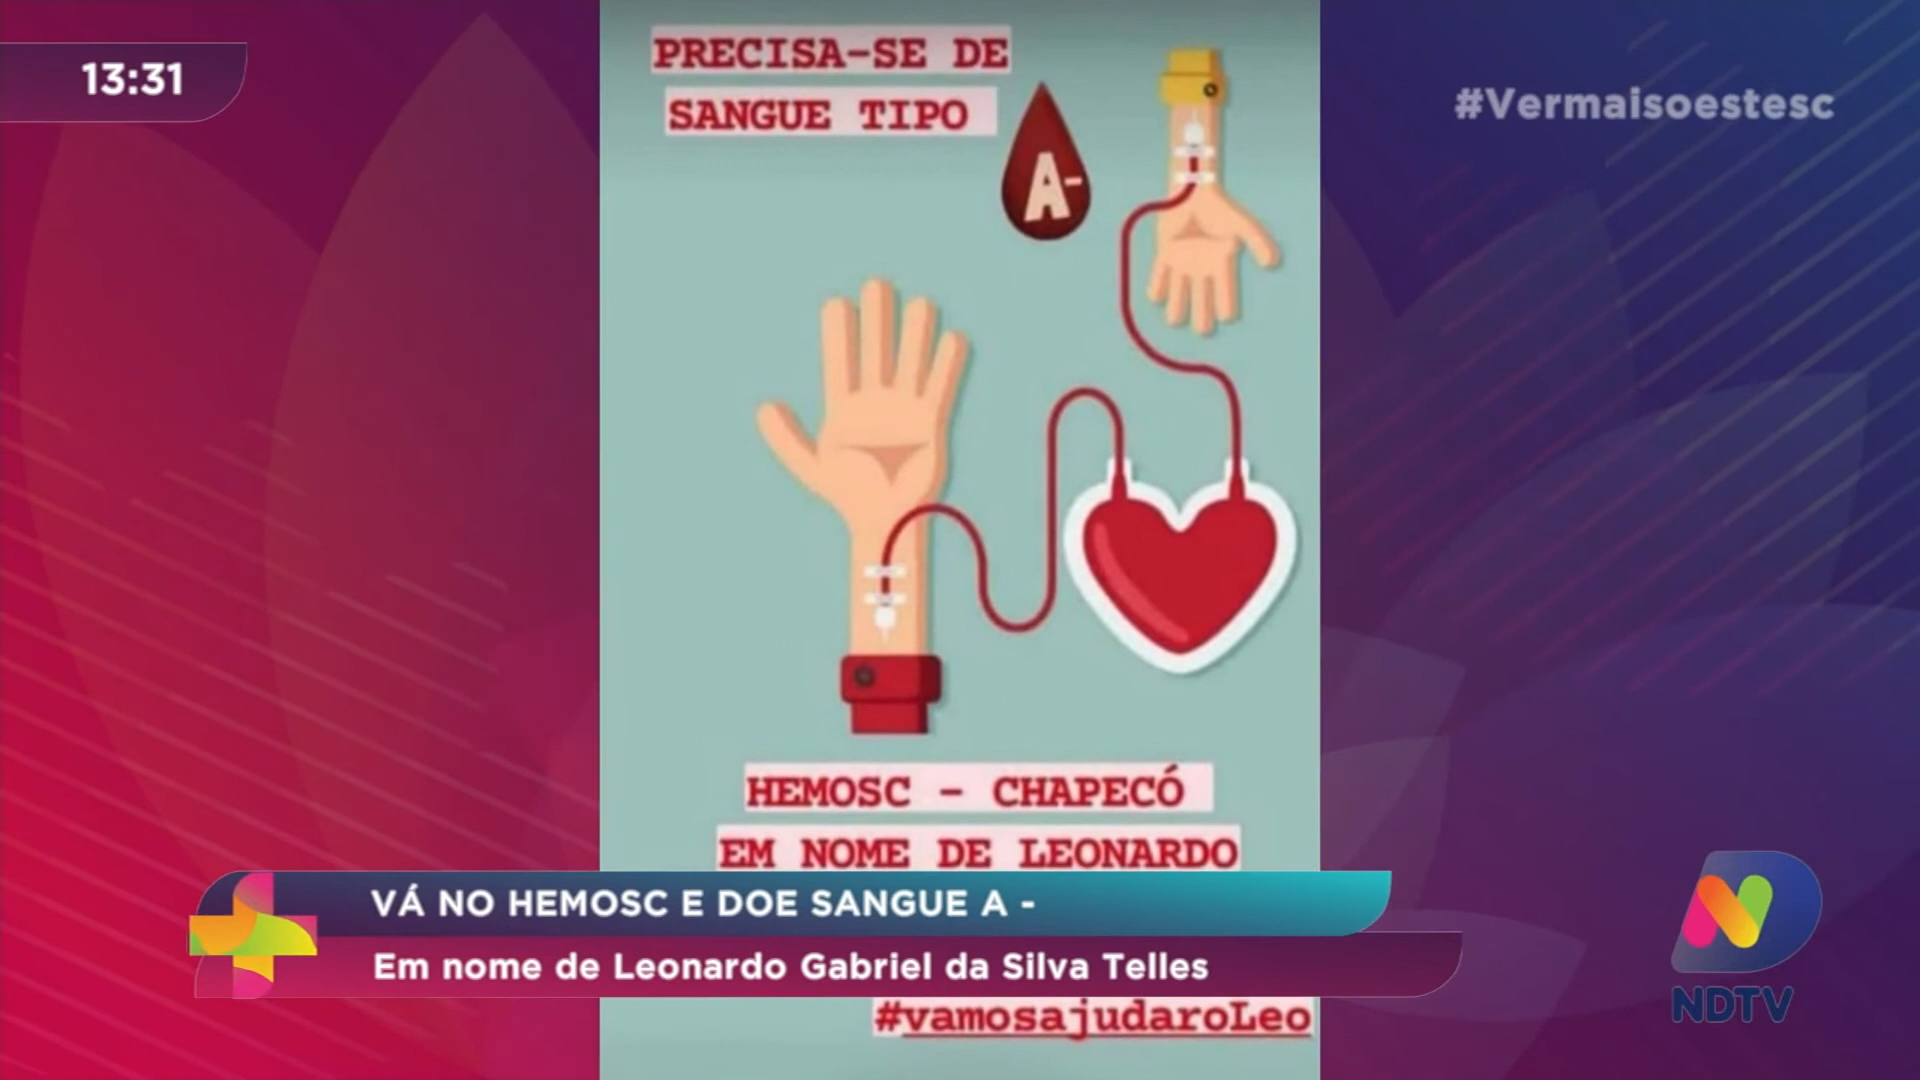 13:31
#Vermaisoestesc
PRECISA-SE DE
SANGUE TIPO
A-
HEMOSC - CHAPECÓ
EM NOME DE LEONARDO
VÁ NO HEMOSC E DOE SANGUE A -
Em nome de Leonardo Gabriel da Silva Telles
#vamosajudaroLeo
NDTV